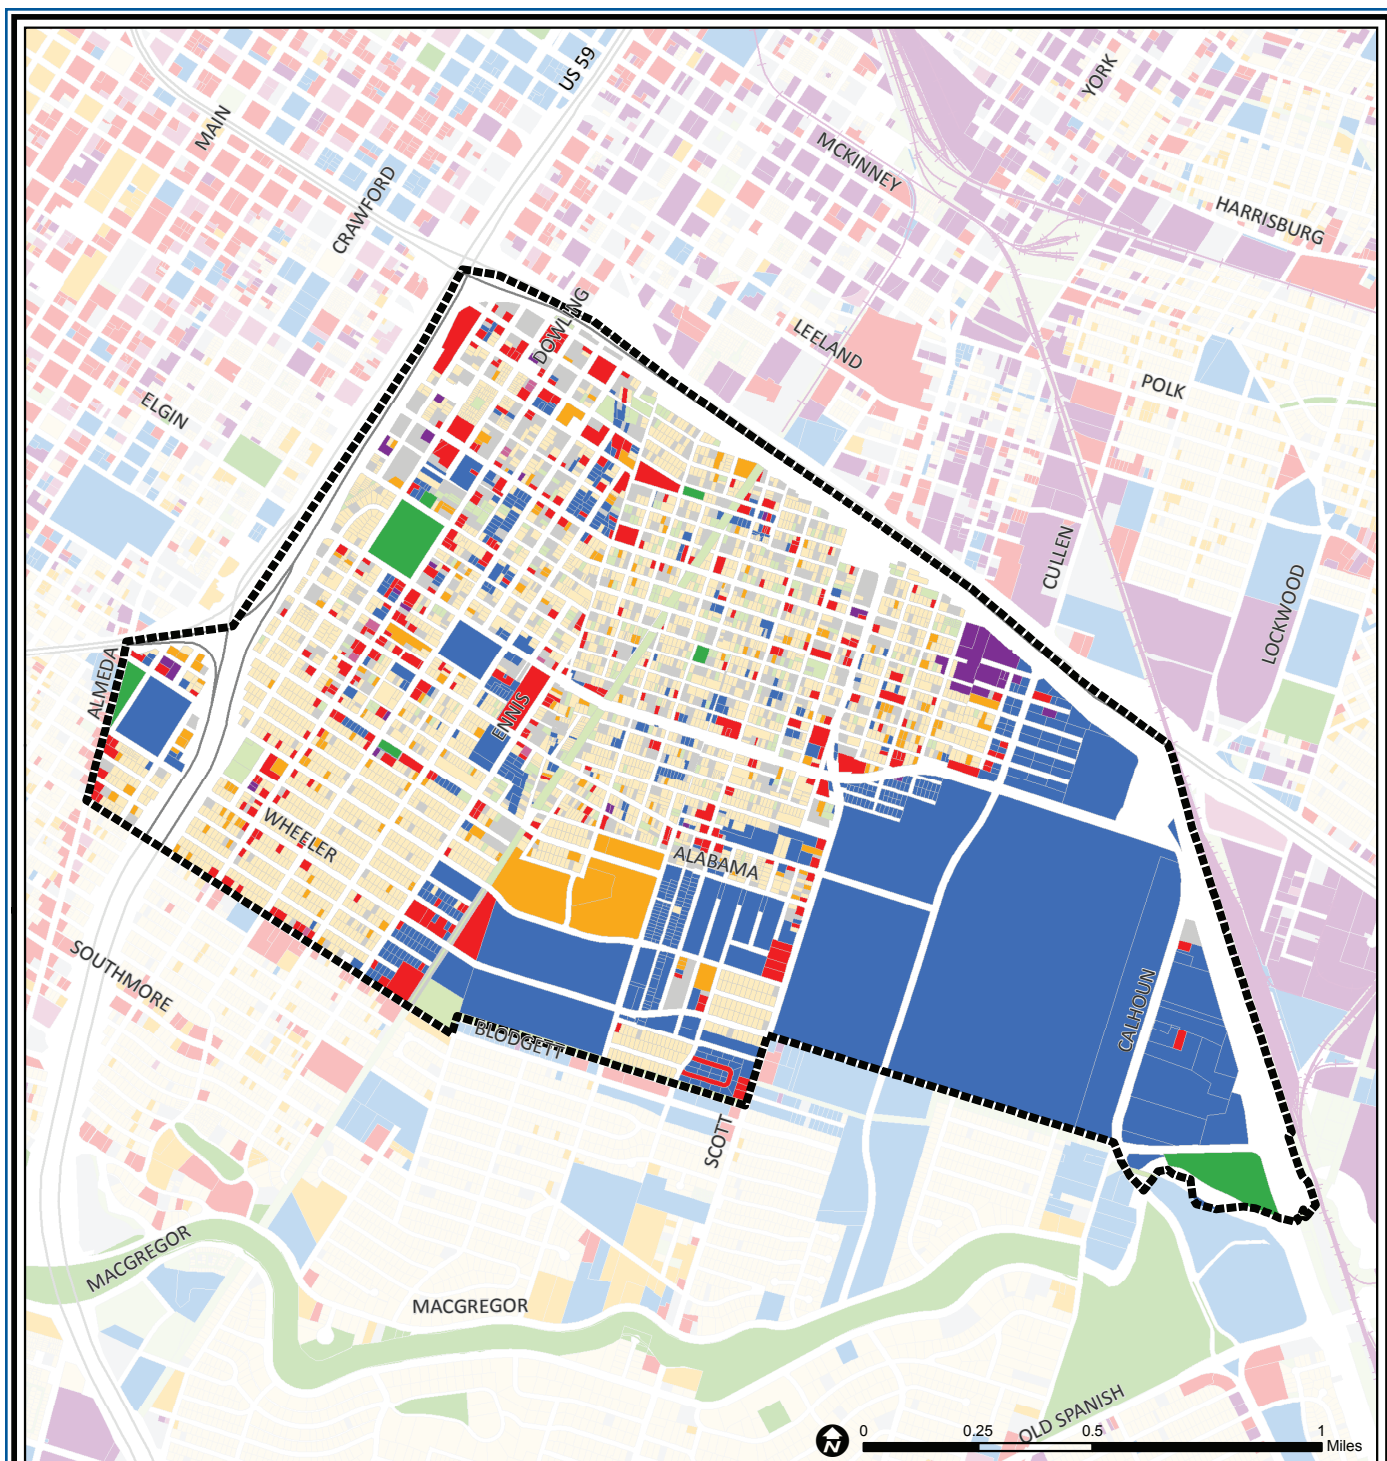 US 59
YORK
MAIN
MCKINNEY
CRAWFORD
HARRISBURG
DOWLING
LEELAND
POLK
ELGIN
CULLEN
LOCKWOOD
ALMEDA
ENNIS
WHEELER
ALABAMA
SOUTHMORE
CALHOUN
BLODGETT
SCOTT
MACGREGOR
MACGREGOR
OLD SPANISH
N
0 0.25 0.5 1
Miles